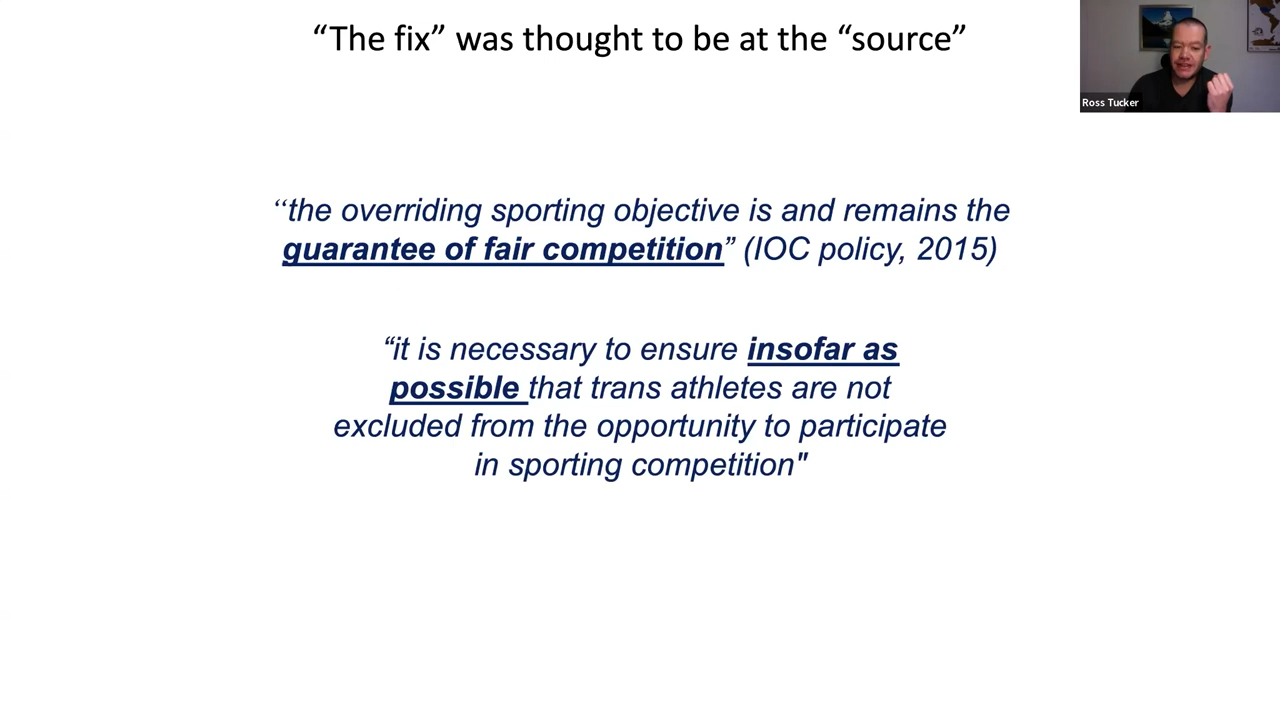 “The fix” was thought to be at the “source”
Ross Tucker
“the overriding sporting objective is and remains the
guarantee of fair competition” (IOC policy, 2015)
“it is necessary to ensure insofar as
possible that trans athletes are not
excluded from the opportunity to participate
in sporting competition"